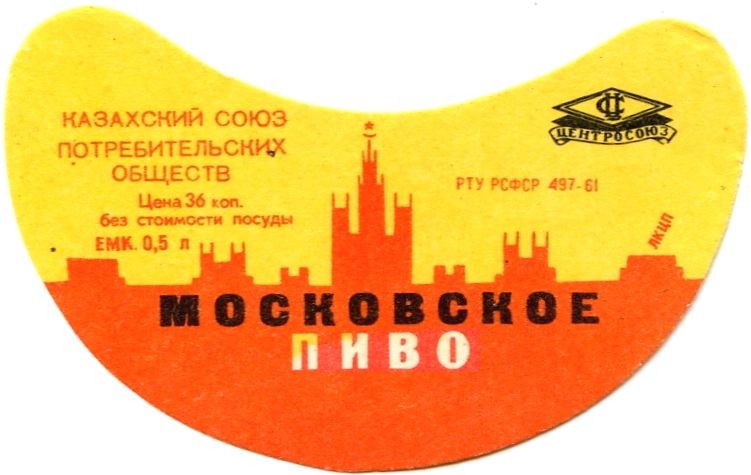 КАЗАХСКИЙ СОЮЗ
ПОТРЕБИТЕЛЬСКИХ
ОБЩЕСТВ
Цена 36 коп.
без стоимости посуды
ЕМК. 0,5 л
ЦС
ЦЕНТРОСОЮЗ
РТУ РСФСР 497-61
ЛКЦП
МОСКОВСКОЕ
ПИВО